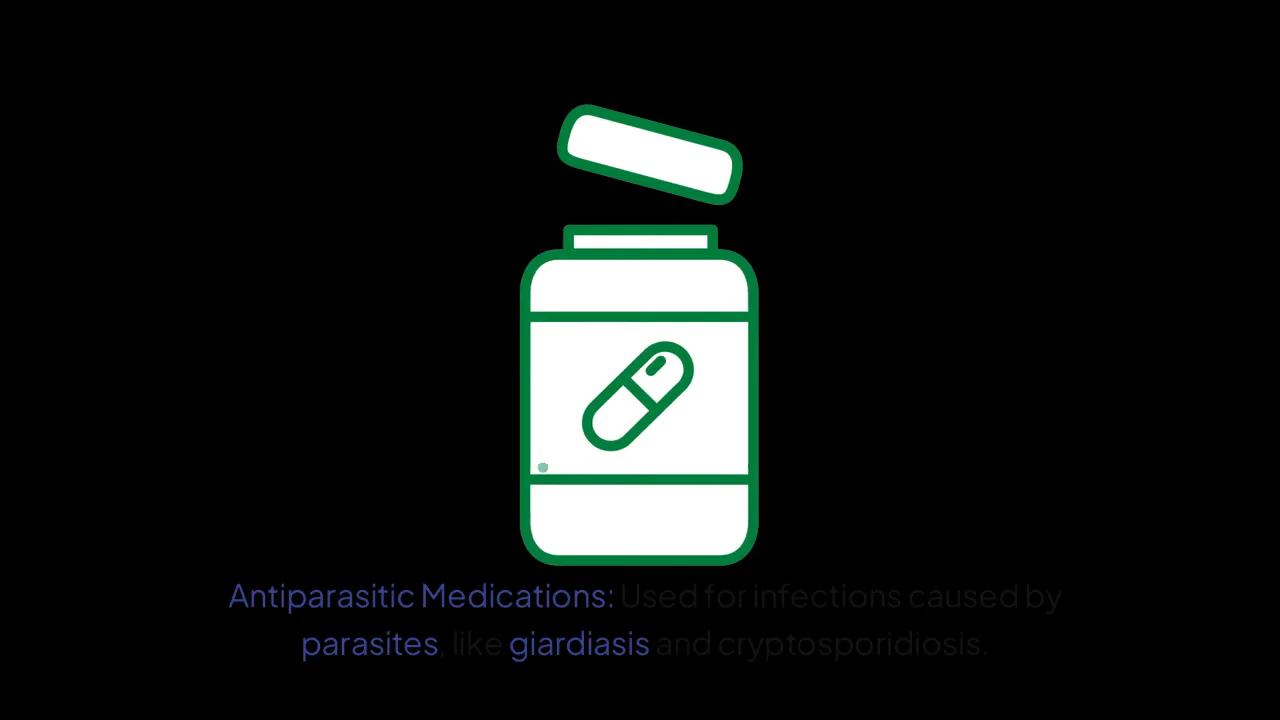 Antiparasitic Medications: Used for infections caused by
parasites, like giardiasis and cryptosporidiosis.